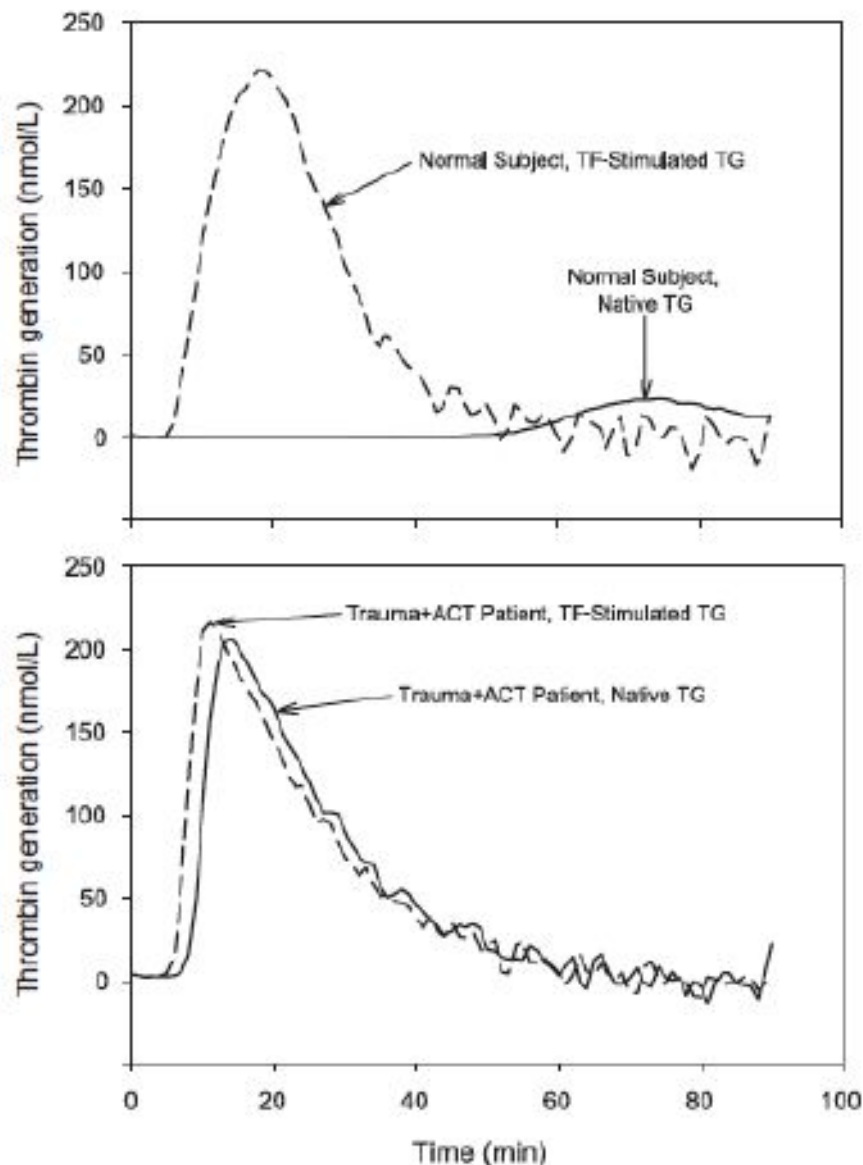 Thrombin generation (nmol/L)
250
200
150
100
50
0
Normal Subject, TF-Stimulated TG
Normal Subject,
Native TG
Thrombin generation (nmol/L)
250
200
150
100
50
0
Trauma+ACT Patient, TF-Stimulated TG
Trauma+ACT Patient, Native TG
0 20 40 60 80 100
Time (min)